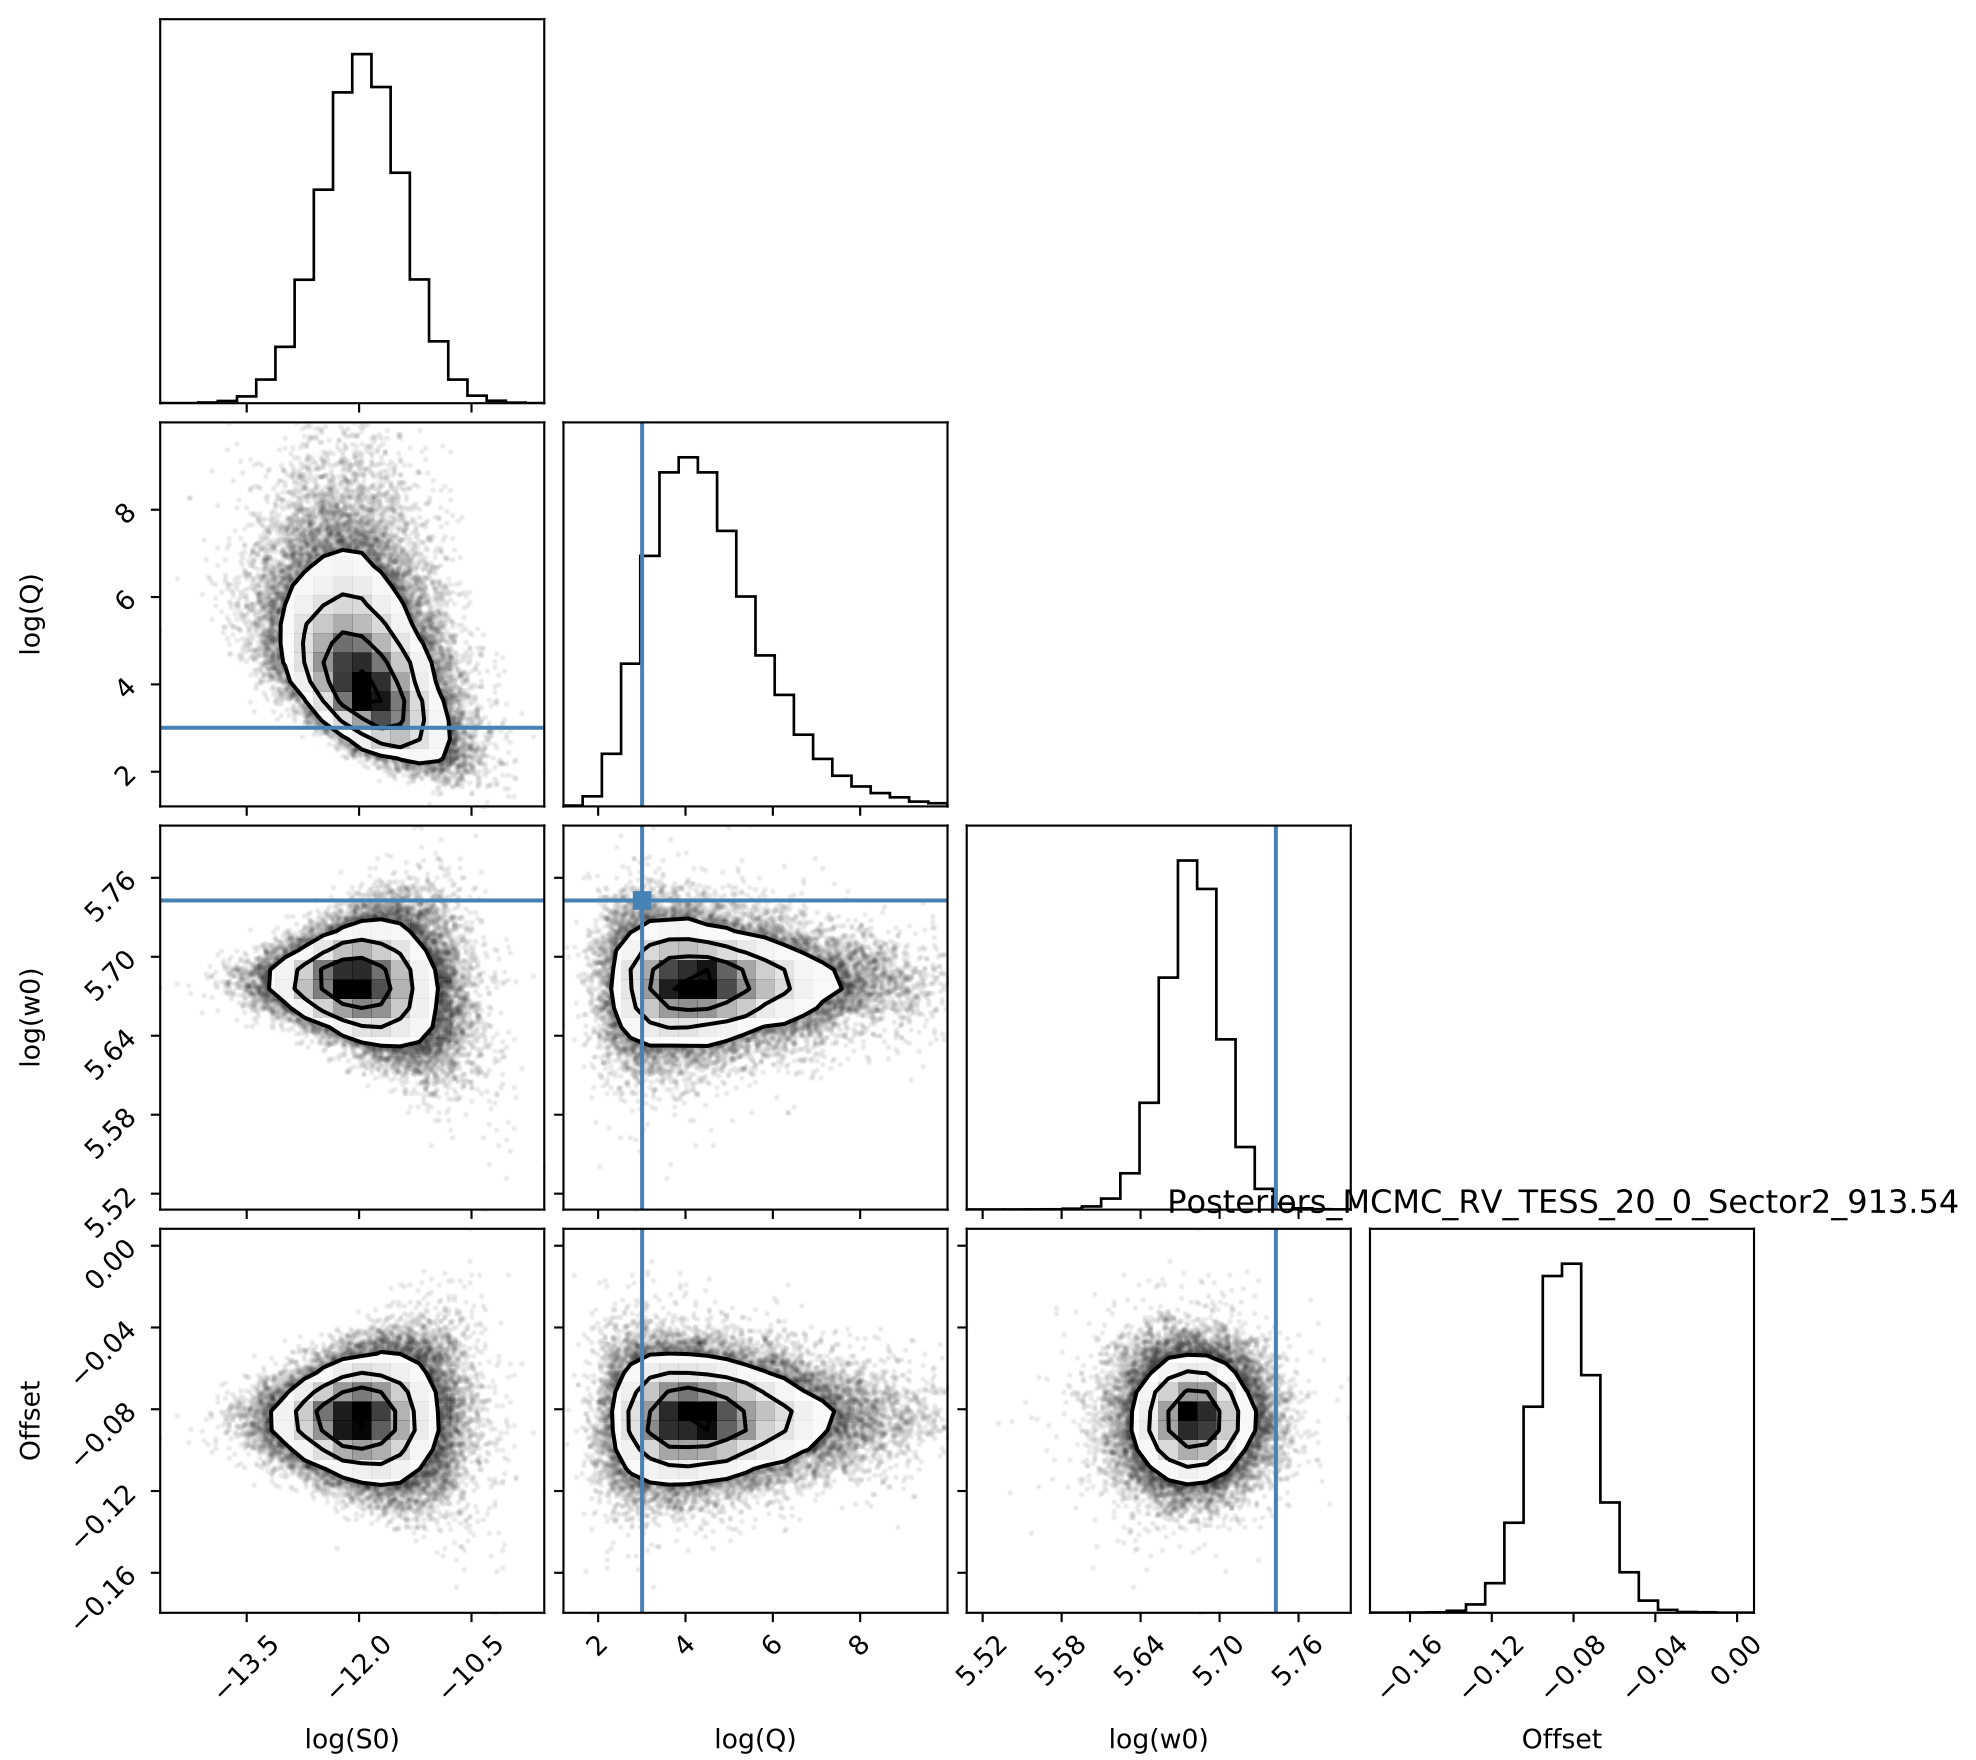 log(Q)
8
6
4
2
log(w0)
5.76
5.70
5.64
5.58
5.52
Posteriors_MCMC_RV_TESS_20_0_Sector2_913.54
Offset
0.00
−0.04
−0.08
−0.12
−0.16
−13.5 −12.0 −10.5 2 4 6 8 5.52 5.58 5.64 5.70 5.76 −0.16 −0.12 −0.08 −0.04 0.00
log(S0) log(Q) log(w0) Offset